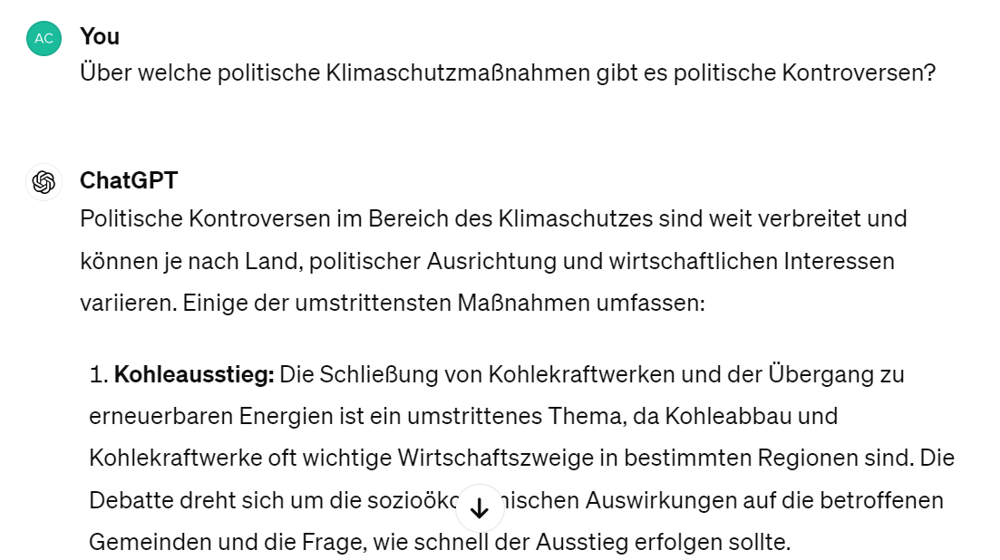 AC You
Über welche politische Klimaschutzmaßnahmen gibt es politische Kontroversen?
ChatGPT
Politische Kontroversen im Bereich des Klimaschutzes sind weit verbreitet und
können je nach Land, politischer Ausrichtung und wirtschaftlichen Interessen
variieren. Einige der umstrittensten Maßnahmen umfassen:
1. Kohleausstieg: Die Schließung von Kohlekraftwerken und der Übergang zu
erneuerbaren Energien ist ein umstrittenes Thema, da Kohleabbau und
Kohlekraftwerke oft wichtige Wirtschaftszweige in bestimmten Regionen sind. Die
Debatte dreht sich um die Auswirkungen auf die betroffenen
Gemeinden und die Frage, wie schnell der Ausstieg erfolgen sollte.